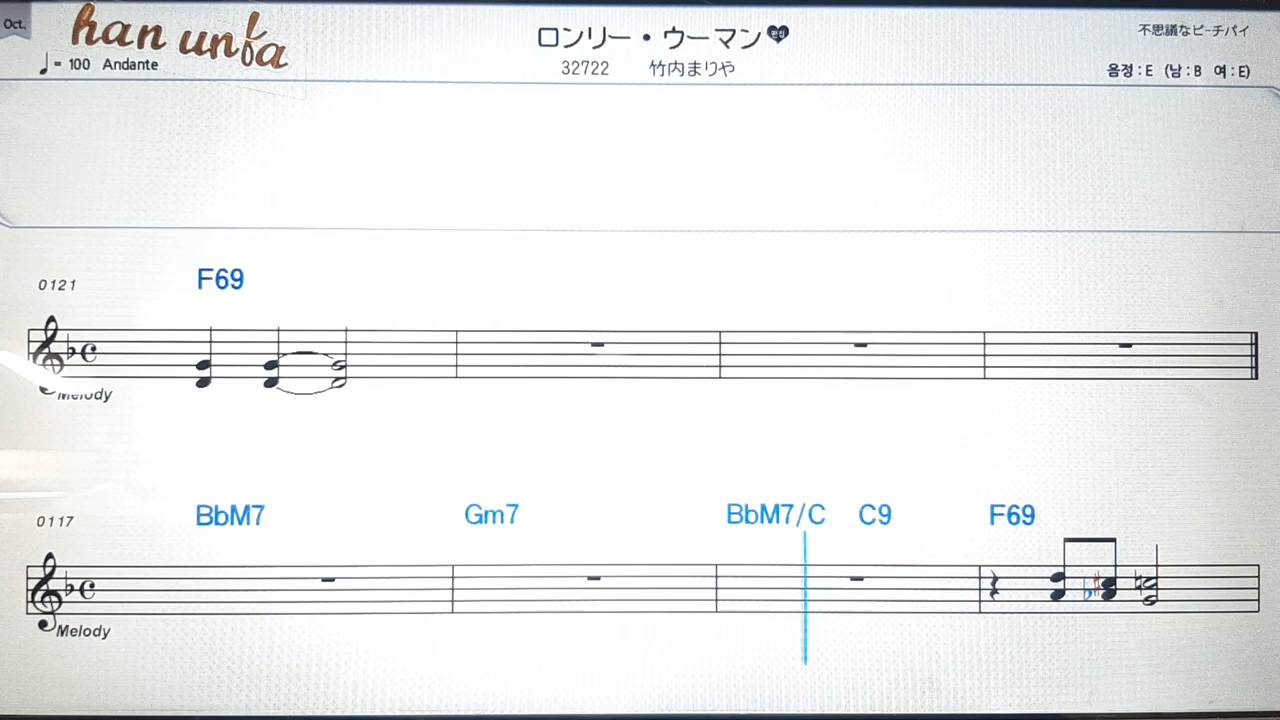 Oct.
han unfa
ロンリー・ウーマン
편집
不思議なピーチパイ
♩= 100 Andante
32722 竹内まりや
음정 : E (남 : B 여 : E)
0121
F69
Melody
0117
BbM7 Gm7 BbM7/C C9 F69
Melody